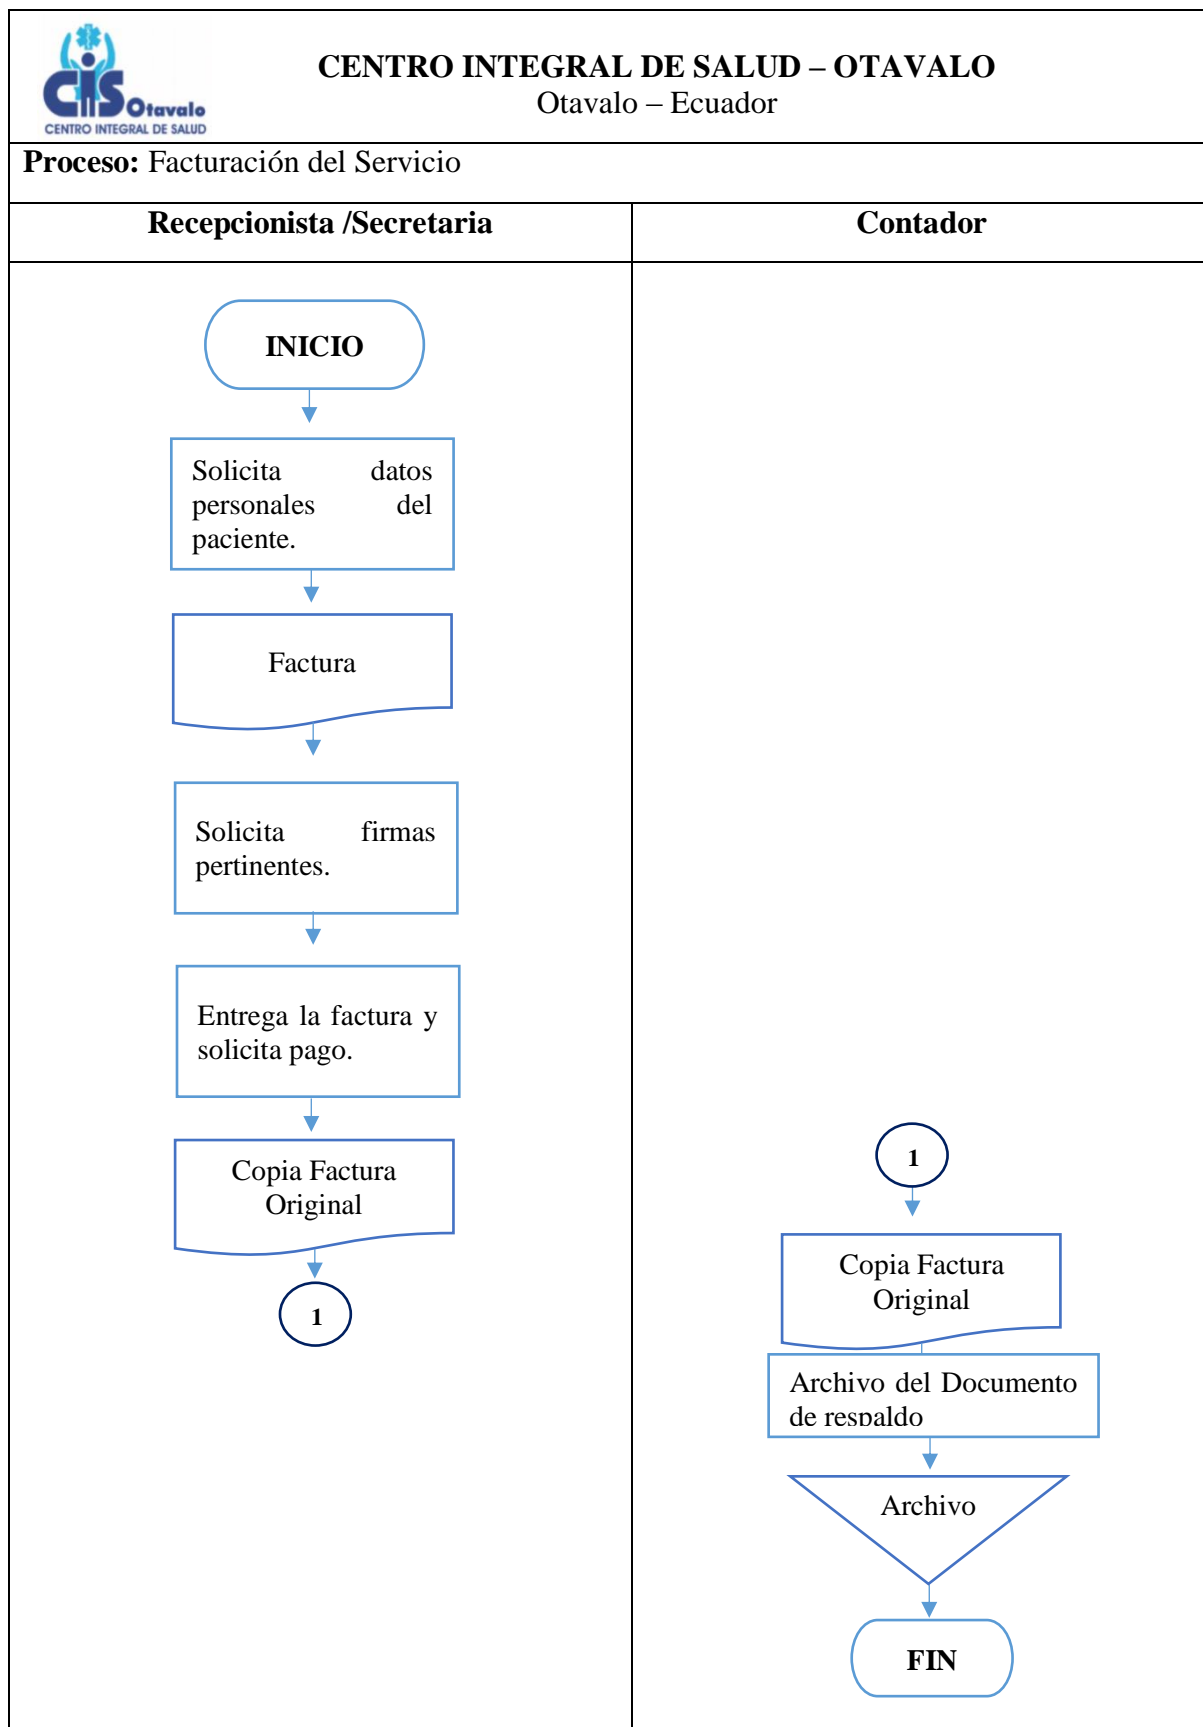 CIS Otavalo
CENTRO INTEGRAL DE SALUD
CENTRO INTEGRAL DE SALUD – OTAVALO
Otavalo – Ecuador
Proceso: Facturación del Servicio
Recepcionista /Secretaria
Contador
INICIO
Solicita datos
personales del
paciente.
Factura
Solicita firmas
pertinentes.
Entrega la factura y
solicita pago.
Copia Factura
Original
1
1
Copia Factura
Original
Archivo del Documento
de respaldo
Archivo
FIN